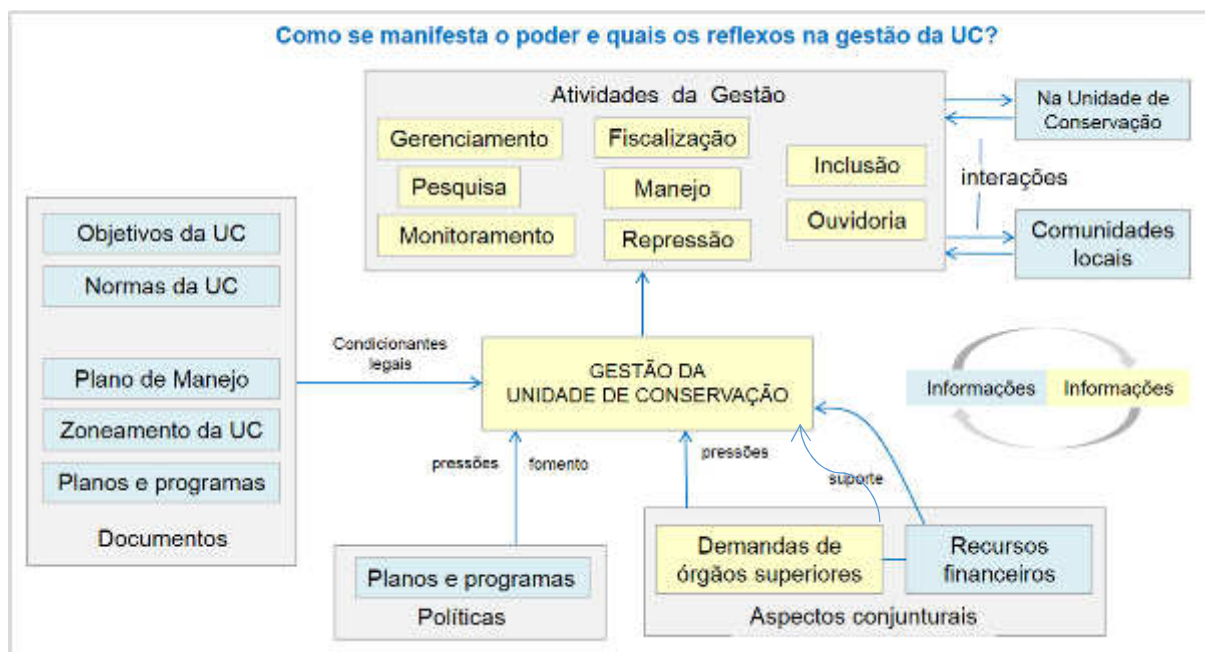 Como se manifesta o poder e quais os reflexos na gestão da UC?
Atividades da Gestão
Gerenciamento
Fiscalização
Inclusão
Pesquisa
Manejo
Ouvidoria
Monitoramento
Repressão
Na Unidade de
Conservação
interações
Comunidades
locais
Objetivos da UC
Normas da UC
Plano de Manejo
Zoneamento da UC
Planos e programas
Documentos
Condicionantes
legais
GESTÃO DA
UNIDADE DE CONSERVAÇÃO
Informações
Informações
pressões
fomento
pressões
suporte
Planos e programas
Políticas
Demandas de
órgãos superiores
Recursos
financeiros
Aspectos conjunturais